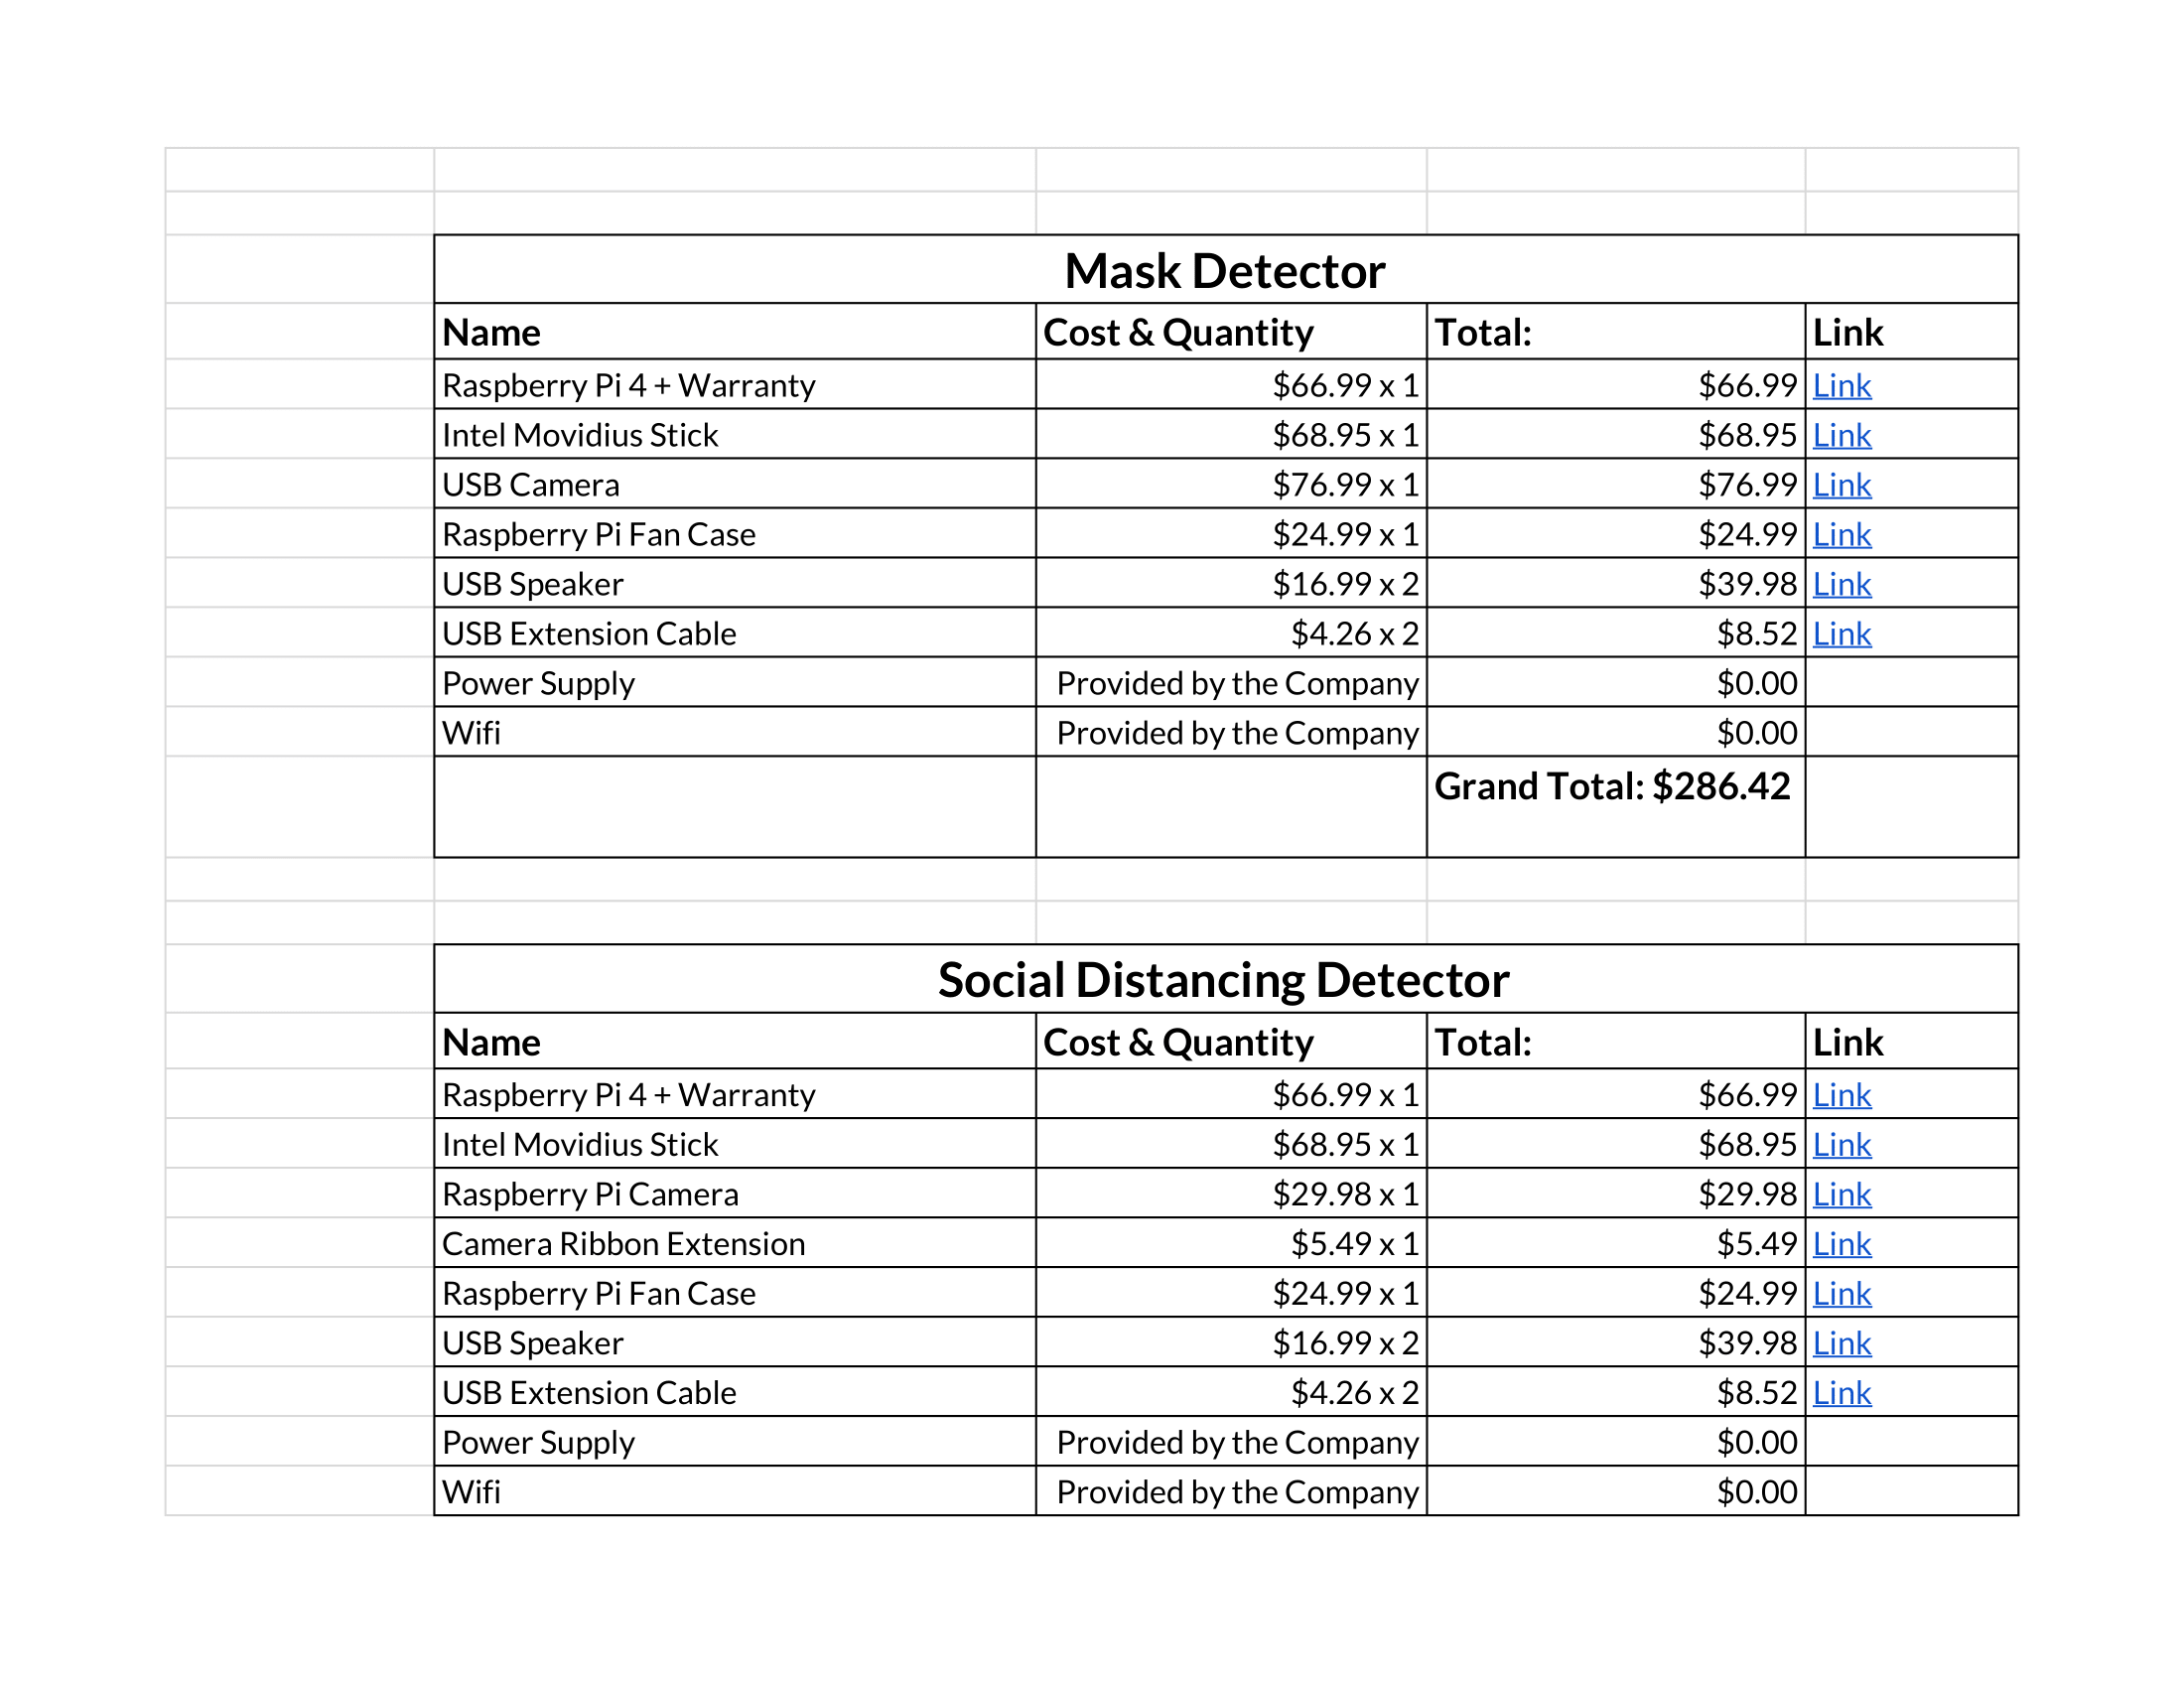 Mask Detector
Name Cost & Quantity Total: Link
Raspberry Pi 4 + Warranty $66.99 x 1 $66.99 Link
Intel Movidius Stick $68.95 x 1 $68.95 Link
USB Camera $76.99 x 1 $76.99 Link
Raspberry Pi Fan Case $24.99 x 1 $24.99 Link
USB Speaker $16.99 x 2 $39.98 Link
USB Extension Cable $4.26 x 2 $8.52 Link
Power Supply Provided by the Company $0.00
Wifi Provided by the Company $0.00
Grand Total: $286.42
Social Distancing Detector
Name Cost & Quantity Total: Link
Raspberry Pi 4 + Warranty $66.99 x 1 $66.99 Link
Intel Movidius Stick $68.95 x 1 $68.95 Link
Raspberry Pi Camera $29.98 x 1 $29.98 Link
Camera Ribbon Extension $5.49 x 1 $5.49 Link
Raspberry Pi Fan Case $24.99 x 1 $24.99 Link
USB Speaker $16.99 x 2 $39.98 Link
USB Extension Cable $4.26 x 2 $8.52 Link
Power Supply Provided by the Company $0.00
Wifi Provided by the Company $0.00